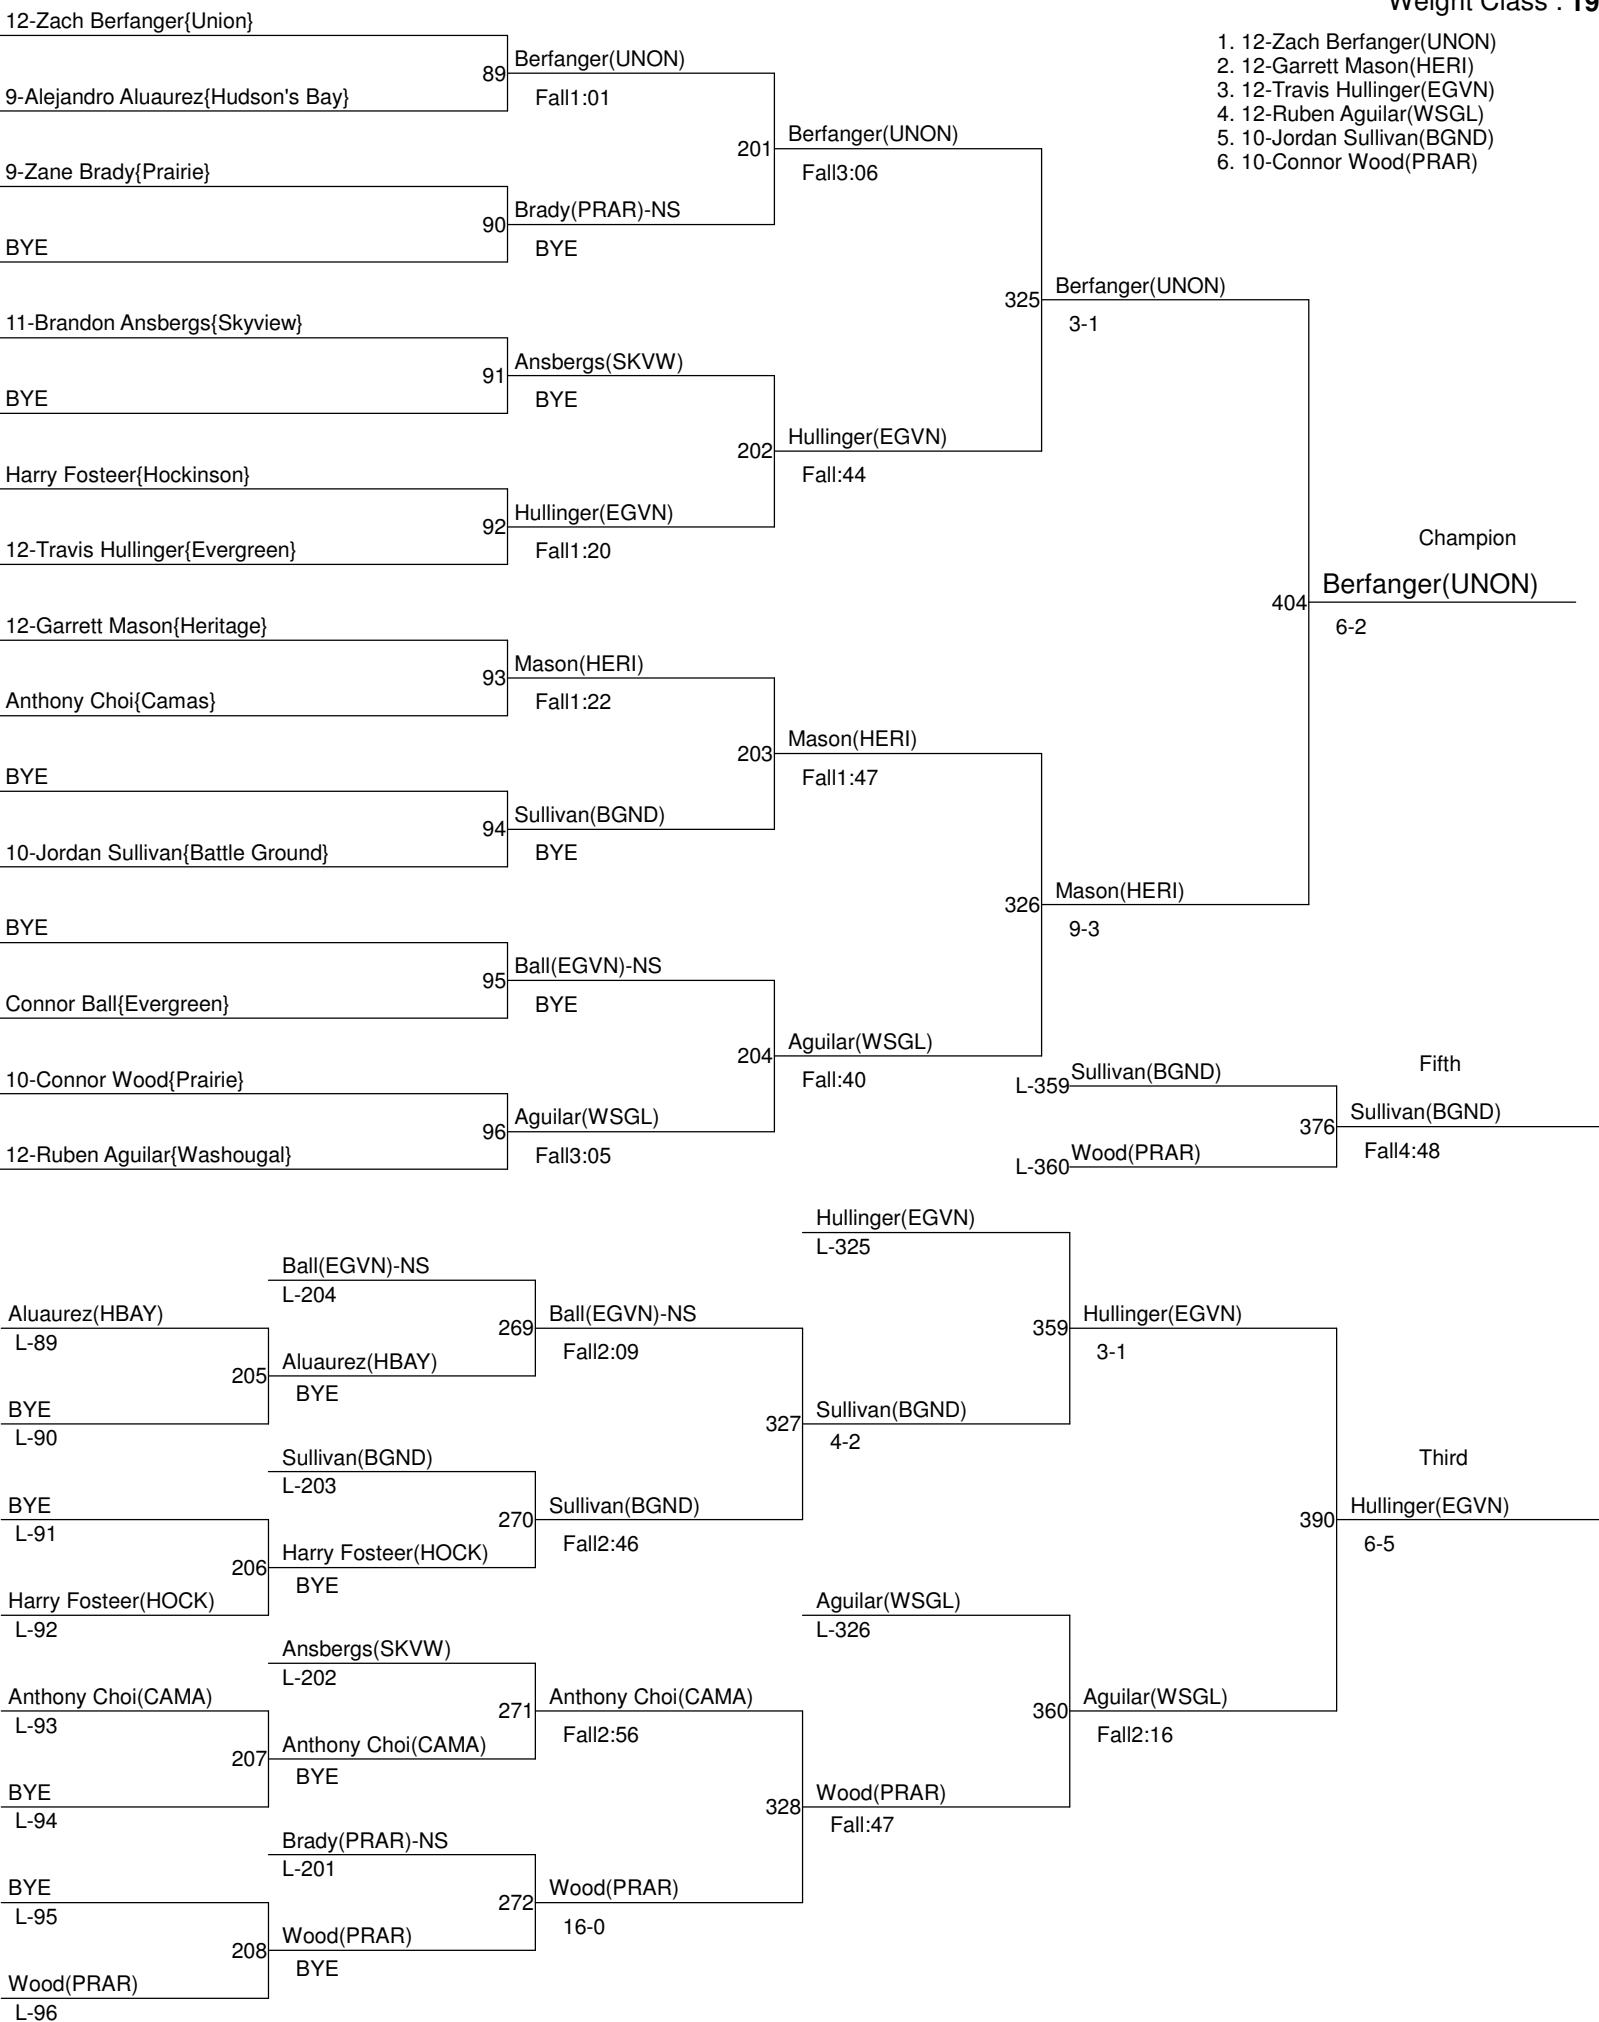 Weight Class : 19
1. 12-Zach Berfanger(UNON)
2. 12-Garrett Mason(HERI)
3. 12-Travis Hullinger(EGVN)
4. 12-Ruben Aguilar(WSGL)
5. 10-Jordan Sullivan(BGND)
6. 10-Connor Wood(PRAR)
12-Zach Berfanger{Union}
9-Alejandro Aluaurez{Hudson's Bay}
9-Zane Brady{Prairie}
BYE
11-Brandon Ansbergs{Skyview}
BYE
Harry Fosteer{Hockinson}
12-Travis Hullinger{Evergreen}
12-Garrett Mason{Heritage}
Anthony Choi{Camas}
BYE
10-Jordan Sullivan{Battle Ground}
BYE
Connor Ball{Evergreen}
10-Connor Wood{Prairie}
12-Ruben Aguilar{Washougal}
89 Berfanger(UNON)
Fall1:01
90 Brady(PRAR)-NS
BYE
91 Ansbergs(SKVW)
BYE
92 Hullinger(EGVN)
Fall1:20
93 Mason(HERI)
Fall1:22
94 Sullivan(BGND)
BYE
95 Ball(EGVN)-NS
BYE
96 Aguilar(WSGL)
Fall3:05
201 Berfanger(UNON)
Fall3:06
202 Hullinger(EGVN)
Fall:44
203 Mason(HERI)
Fall1:47
204 Aguilar(WSGL)
Fall:40
325 Berfanger(UNON)
3-1
326 Mason(HERI)
9-3
Champion
404 Berfanger(UNON)
6-2
L-359 Sullivan(BGND)
L-360 Wood(PRAR)
Fifth
376 Sullivan(BGND)
Fall4:48
Aluaurez(HBAY)
L-89
BYE
L-90
BYE
L-91
Harry Fosteer(HOCK)
L-92
Anthony Choi(CAMA)
L-93
BYE
L-94
BYE
L-95
Wood(PRAR)
L-96
Ball(EGVN)-NS
L-204
205 Aluaurez(HBAY)
BYE
Sullivan(BGND)
L-203
206 Harry Fosteer(HOCK)
BYE
Ansbergs(SKVW)
L-202
207 Anthony Choi(CAMA)
BYE
Brady(PRAR)-NS
L-201
208 Wood(PRAR)
BYE
269 Ball(EGVN)-NS
Fall2:09
270 Sullivan(BGND)
Fall2:46
271 Anthony Choi(CAMA)
Fall2:56
272 Wood(PRAR)
16-0
Hullinger(EGVN)
L-325
327 Sullivan(BGND)
4-2
Aguilar(WSGL)
L-326
328 Wood(PRAR)
Fall:47
359 Hullinger(EGVN)
3-1
360 Aguilar(WSGL)
Fall2:16
Third
390 Hullinger(EGVN)
6-5